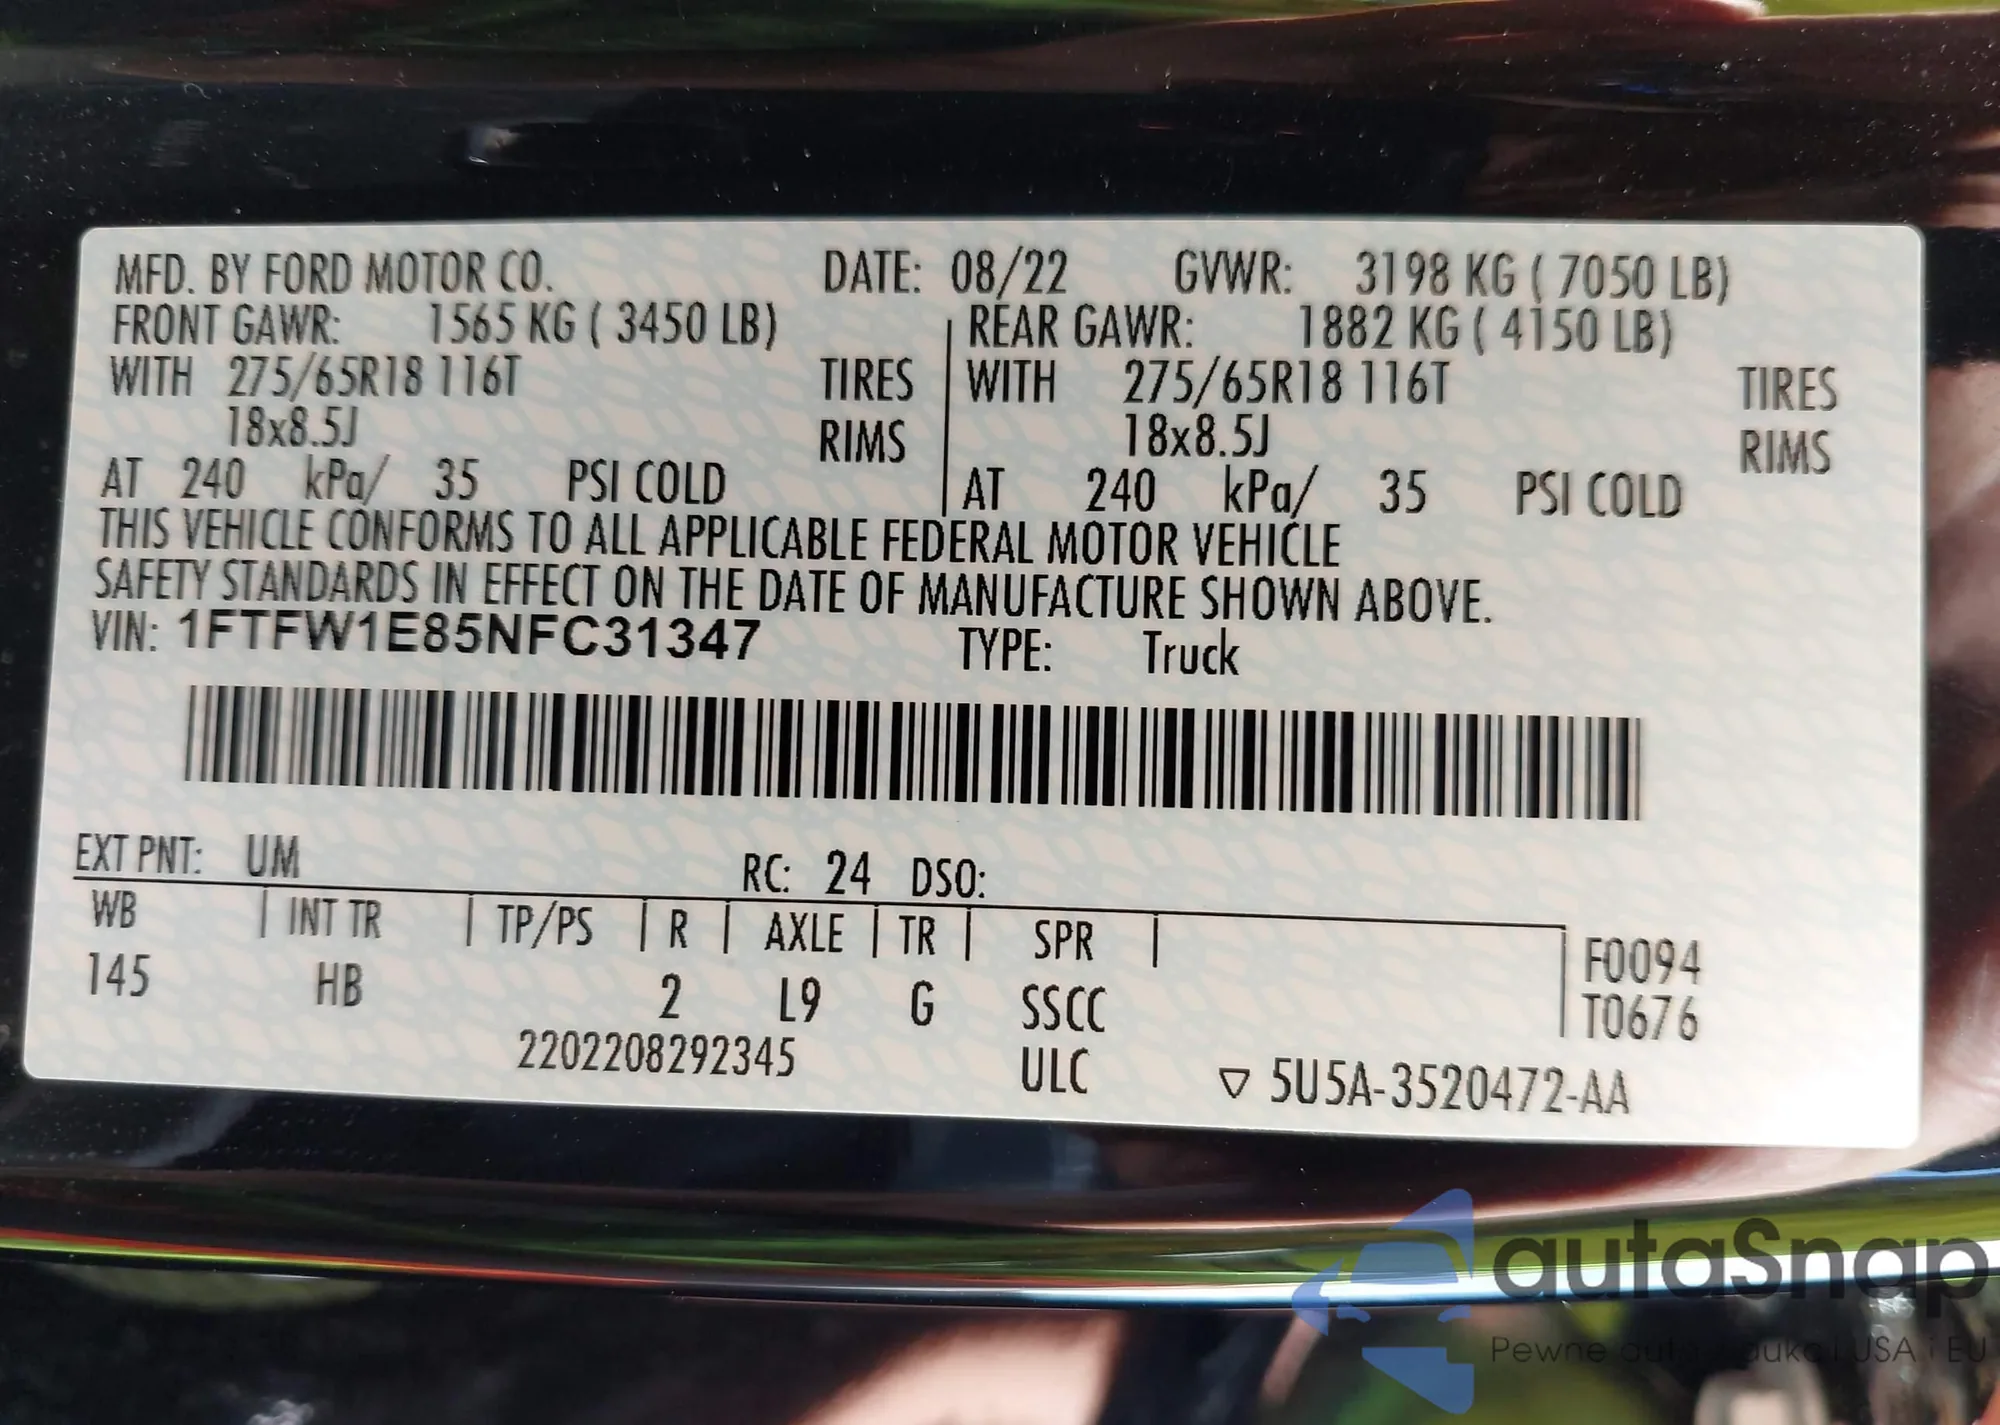 MFD. BY FORD MOTOR CO. DATE: 08/22 GVWR: 3198 KG ( 7050 LB)
FRONT GAWR: 1565 KG ( 3450 LB) REAR GAWR: 1882 KG ( 4150 LB)
WITH 275/65R18 116T TIRES WITH 275/65R18 116T TIRES
18x8.5J RIMS 18x8.5J RIMS
AT 240 kPa/ 35 PSI COLD AT 240 kPa/ 35 PSI COLD
THIS VEHICLE CONFORMS TO ALL APPLICABLE FEDERAL MOTOR VEHICLE
SAFETY STANDARDS IN EFFECT ON THE DATE OF MANUFACTURE SHOWN ABOVE.
VIN: 1FTFW1E85NFC31347 TYPE: Truck
EXT PNT: UM RC: 24 DSO:
WB INT TR TP/PS R AXLE TR SPR F0094
145 HB 2 L9 G SSCC T0676
2202208292345 ULC ▽ 5U5A-3520472-AA
autaSnap
Pewne auta USA i EU